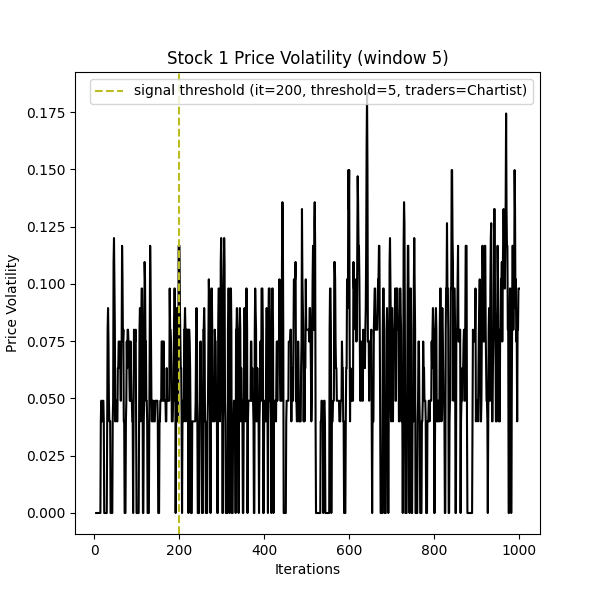 Stock 1 Price Volatility (window 5)
signal threshold (it=200, threshold=5, traders=Chartist)
Price Volatility
0.175
0.150
0.125
0.100
0.075
0.050
0.025
0.000
0 200 400 600 800 1000
Iterations